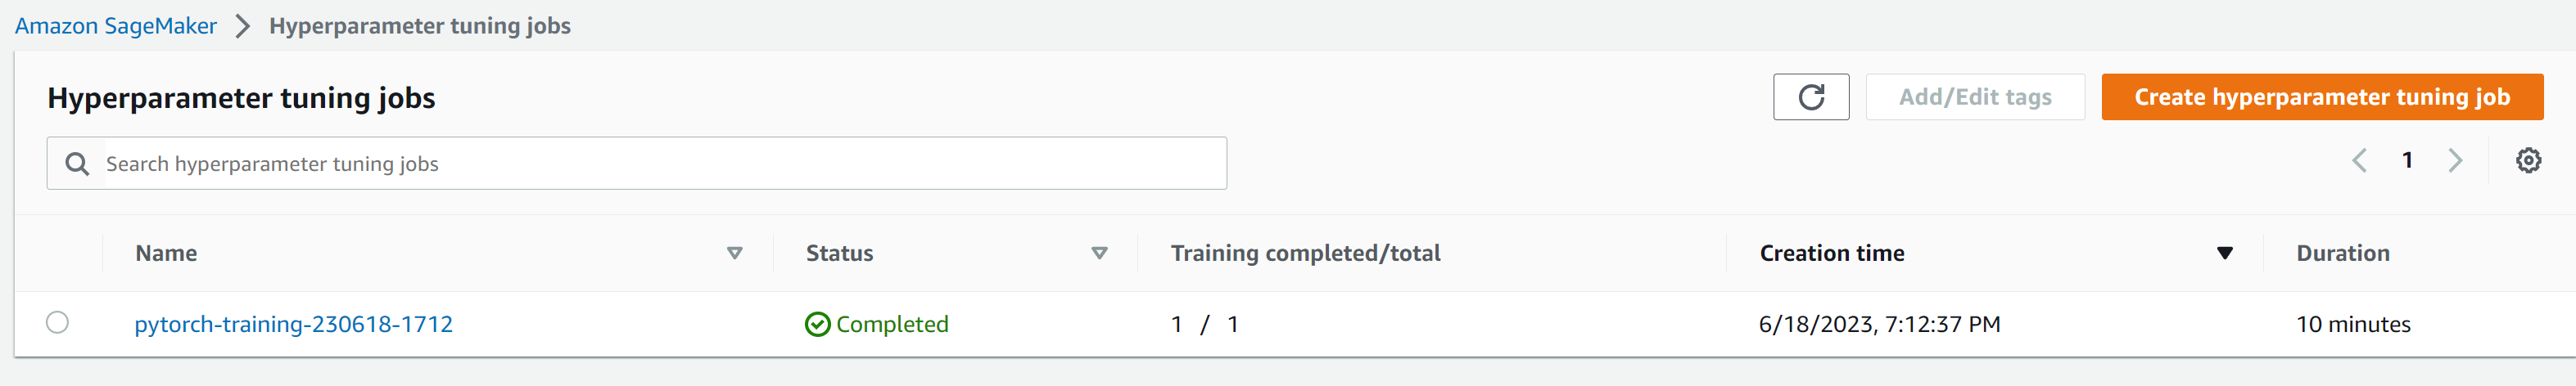 Amazon SageMaker > Hyperparameter tuning jobs
Hyperparameter tuning jobs
Add/Edit tags
Create hyperparameter tuning job
Search hyperparameter tuning jobs
1
Name Status Training completed/total Creation time Duration
pytorch-training-230618-1712 Completed 1 / 1 6/18/2023, 7:12:37 PM 10 minutes